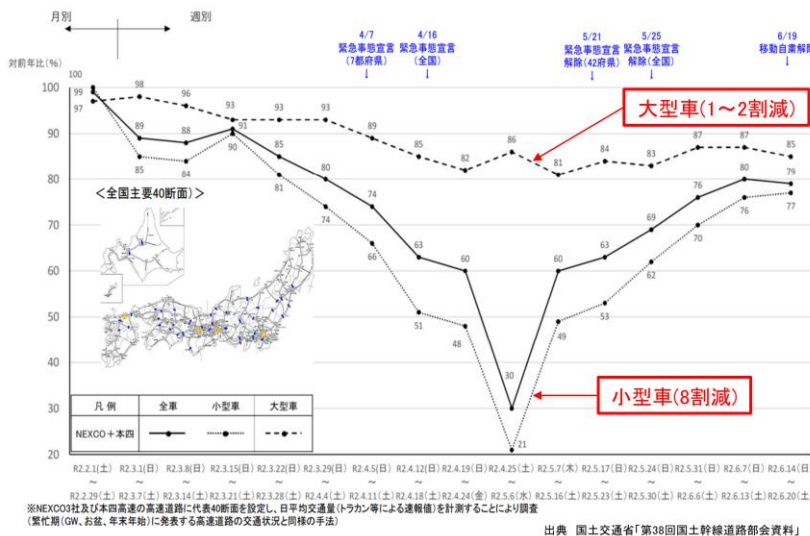 月別 週別
対前年比(%)
4/7
緊急事態宣言
(7都府県)
4/16
緊急事態宣言
(全国)
5/21
緊急事態宣言
解除(42府県)
5/25
緊急事態宣言
解除(全国)
6/19
移動自粛解除
100
90
80
70
60
50
40
30
20
100 99 97
98 89 85
96 88 84
93 91 90
93 85 81
93 80 74
89 74 66
85 63 51
82 60 48
86 30 21
81 60 49
84 63 53
83 69 62
87 76 70
87 80 76
85 79 77
大型車(1～2割減)
小型車(8割減)
<全国主要40断面)>
凡例 全車 小型車 大型車
NEXCO+本四
R2.2.1(土) R2.3.1(日) R2.3.8(日) R2.3.15(日) R2.3.22(日) R2.3.29(日) R2.4.5(日) R2.4.12(日) R2.4.19(日) R2.4.25(土) R2.5.7(木) R2.5.17(日) R2.5.24(日) R2.5.31(日) R2.6.7(日) R2.6.14(日)
～ ～ ～ ～ ～ ～ ～ ～ ～ ～ ～ ～ ～ ～ ～ ～
R2.2.29(土) R2.3.7(土) R2.3.14(土) R2.3.21(土) R2.3.28(土) R2.4.4(土) R2.4.11(土) R2.4.18(土) R2.4.24(金) R2.5.6(水) R2.5.16(土) R2.5.23(土) R2.5.30(土) R2.6.6(土) R2.6.13(土) R2.6.20(土)
※NEXCO3社及び本四高速の高速道路に代表40断面を設定し、日平均交通量(トラカン等による速報値)を計測することにより調査
(繁忙期(GW、お盆、年末年始)に発表する高速道路の交通状況と同様の手法)
出典 国土交通省「第38回国土幹線道路部会資料」